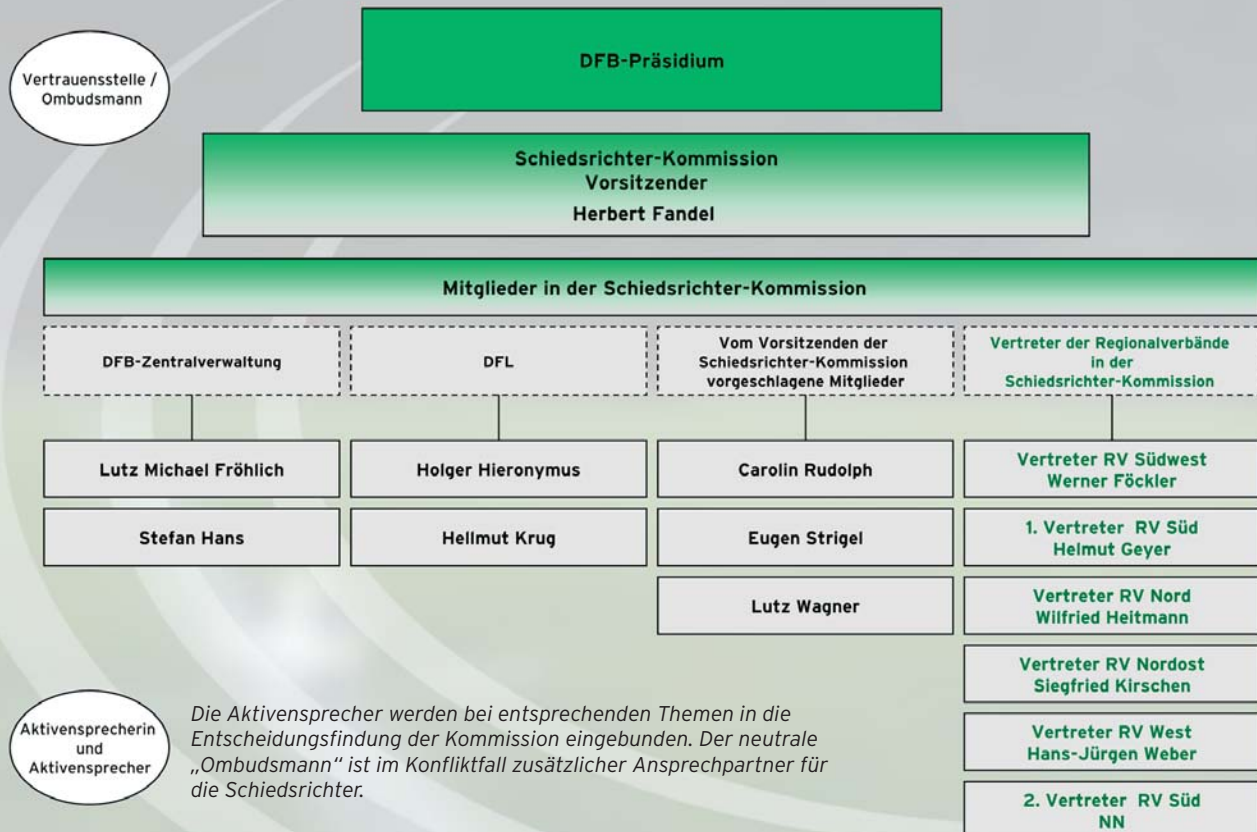 Vertrauensstelle /
Ombudsmann
DFB-Präsidium
Schiedsrichter-Kommission
Vorsitzender
Herbert Fandel
Mitglieder in der Schiedsrichter-Kommission
DFB-Zentralverwaltung
Lutz Michael Fröhlich
Stefan Hans
DFL
Holger Hieronymus
Hellmut Krug
Vom Vorsitzenden der
Schiedsrichter-Kommission
vorgeschlagene Mitglieder
Carolin Rudolph
Eugen Strigel
Lutz Wagner
Vertreter der Regionalverbände
in der
Schiedsrichter-Kommission
Vertreter RV Südwest
Werner Föckler
1. Vertreter RV Süd
Helmut Geyer
Vertreter RV Nord
Wilfried Heitmann
Vertreter RV Nordost
Siegfried Kirschen
Vertreter RV West
Hans-Jürgen Weber
2. Vertreter RV Süd
NN
Aktivensprecherin
und
Aktivensprecher
Die Aktivensprecher werden bei entsprechenden Themen in die
Entscheidungsfindung der Kommission eingebunden. Der neutrale
„Ombudsmann“ ist im Konfliktfall zusätzlicher Ansprechpartner für
die Schiedsrichter.